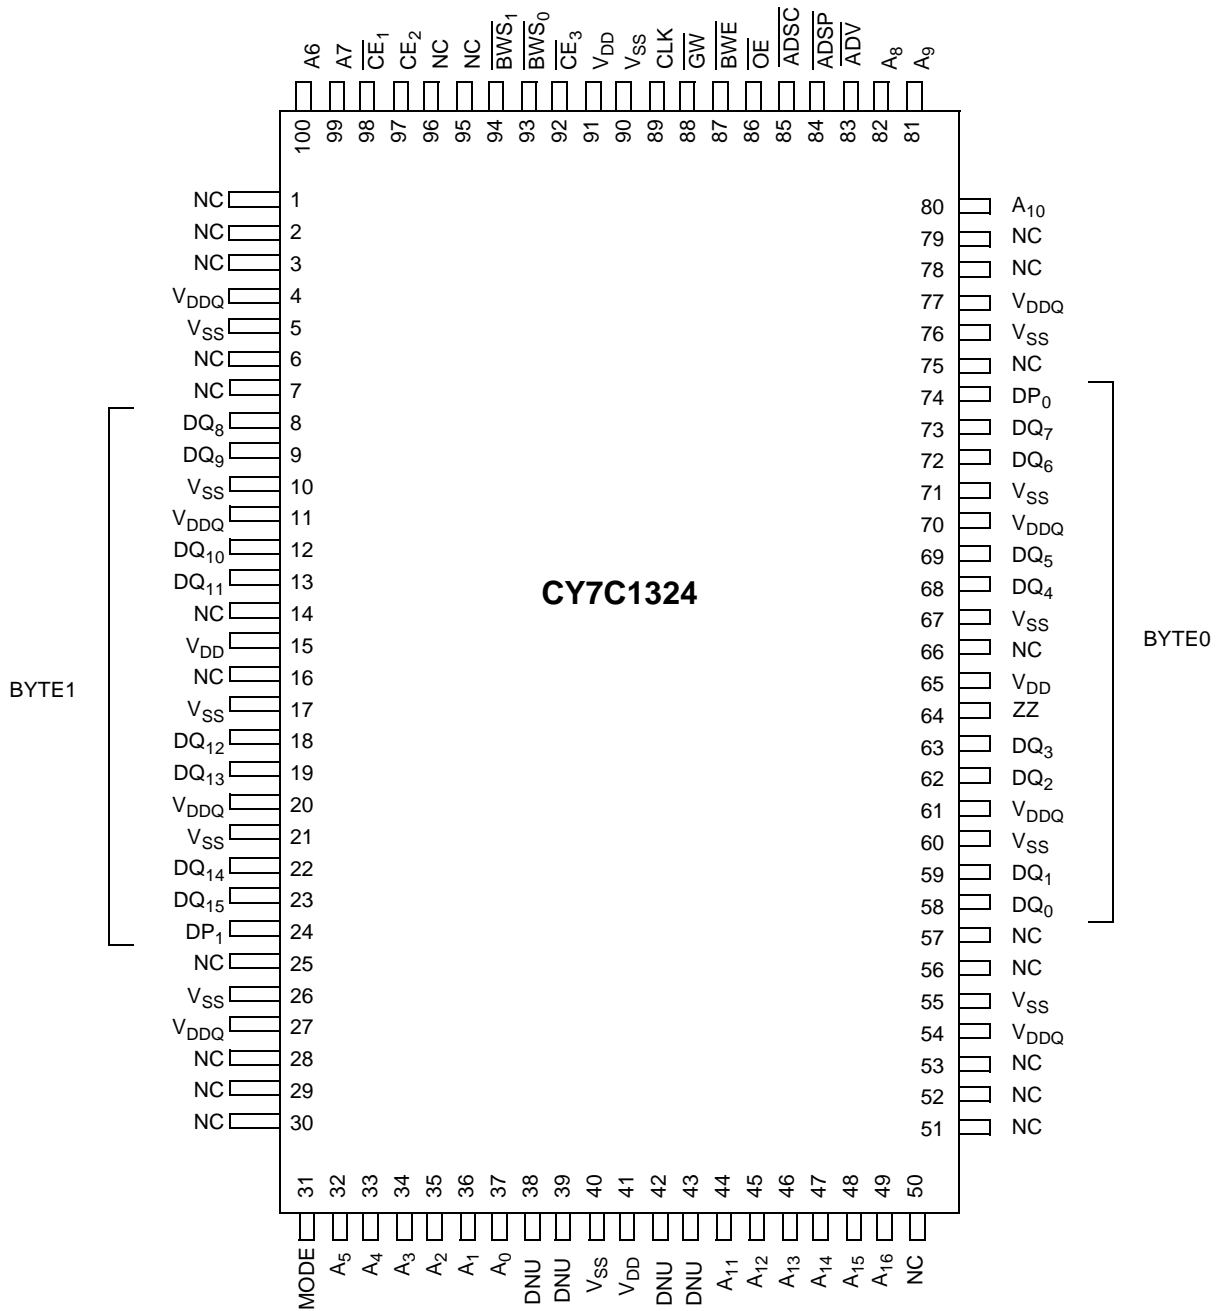 A6 A7 CE1 CE2 NC NC BWS1 BWS0 CE3 VDD VSS CLK GW BWE OE ADSC ADSP ADV A8 A9
100 99 98 97 96 95 94 93 92 91 90 89 88 87 86 85 84 83 82 81
NC 1
NC 2
NC 3
VDDQ 4
VSS 5
NC 6
NC 7
DQ8 8
DQ9 9
VSS 10
VDDQ 11
DQ10 12
DQ11 13
NC 14
VDD 15
NC 16
VSS 17
DQ12 18
DQ13 19
VDDQ 20
VSS 21
DQ14 22
DQ15 23
DP1 24
NC 25
VSS 26
VDDQ 27
NC 28
NC 29
NC 30
BYTE1
CY7C1324
80 A10
79 NC
78 NC
77 VDDQ
76 VSS
75 NC
74 DP0
73 DQ7
72 DQ6
71 VSS
70 VDDQ
69 DQ5
68 DQ4
67 VSS
66 NC
65 VDD
64 ZZ
63 DQ3
62 DQ2
61 VDDQ
60 VSS
59 DQ1
58 DQ0
57 NC
56 NC
55 VSS
54 VDDQ
53 NC
52 NC
51 NC
BYTE0
31 32 33 34 35 36 37 38 39 40 41 42 43 44 45 46 47 48 49 50
MODE A5 A4 A3 A2 A1 A0 DNU DNU VSS VDD DNU DNU A11 A12 A13 A14 A15 A16 NC